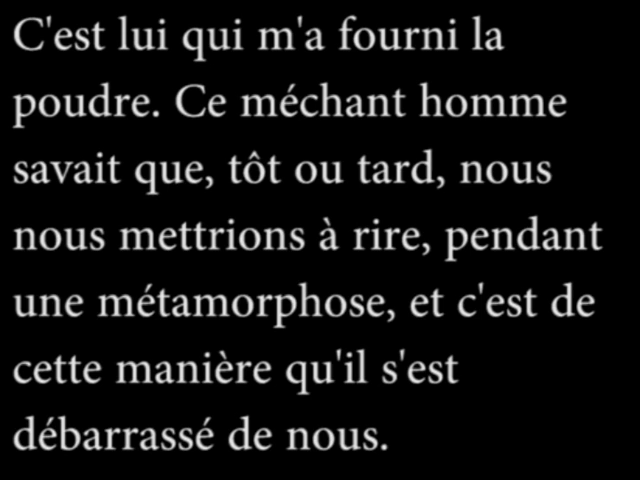 C'est lui qui m'a fourni la
poudre. Ce méchant homme
savait que, tôt ou tard, nous
nous mettrions à rire, pendant
une métamorphose, et c'est de
cette manière qu'il s'est
débarrassé de nous.